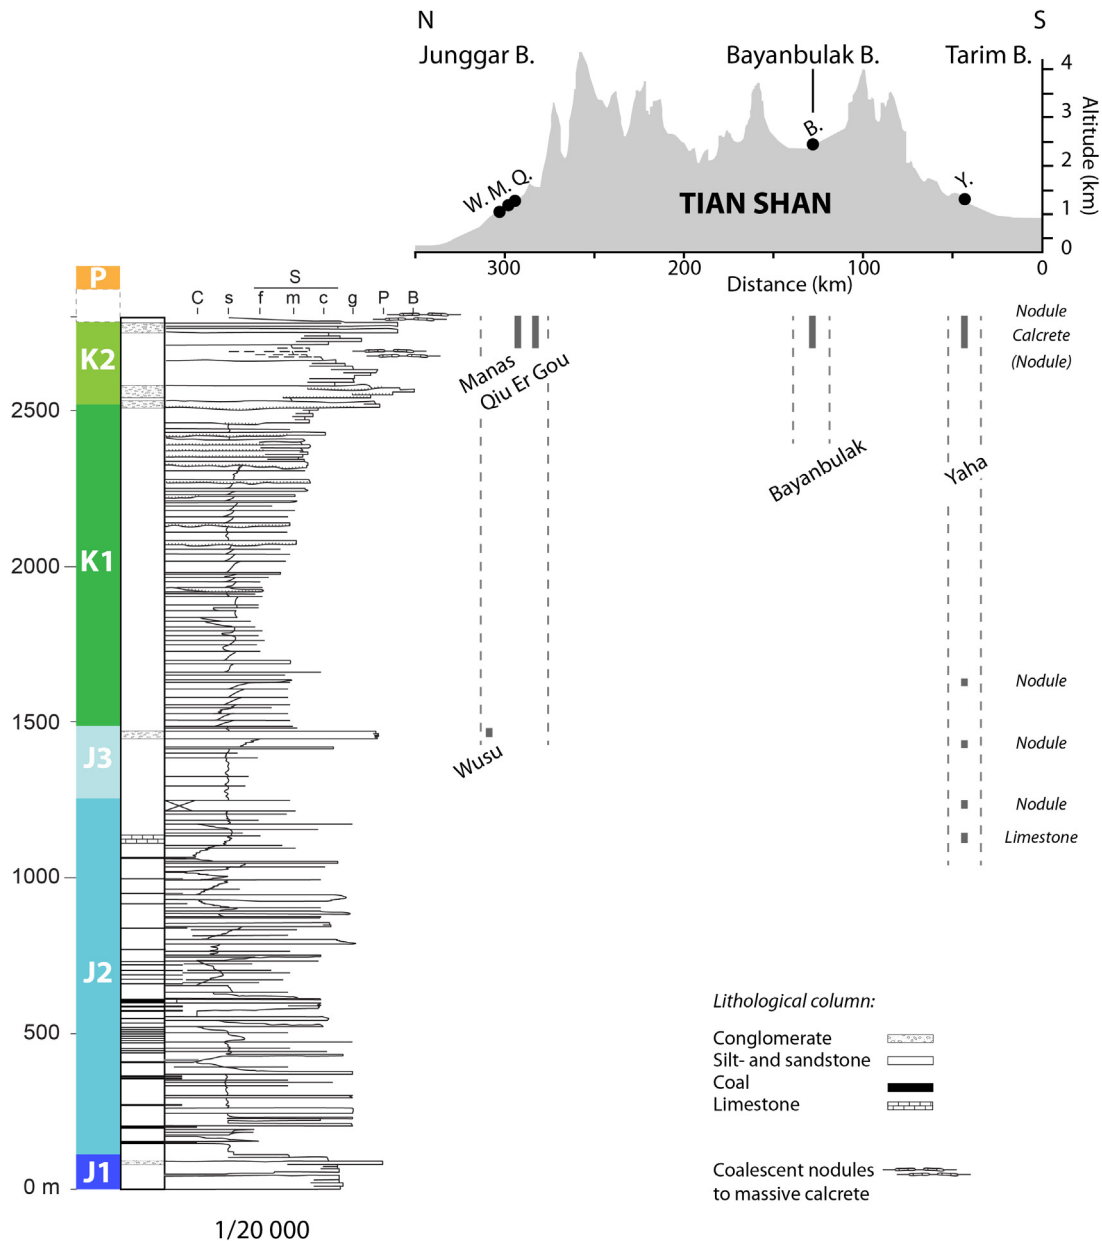 N S
Junggar B. Bayanbulak B. Tarim B.
4
3
2
1
0
Altitude (km)
W. M. Q. B. Y.
TIAN SHAN
300 200 100 0
Distance (km)
P
S
C s f m c g P B
K2
K1
J3
J2
J1
2500
2000
1500
1000
500
0 m
Manas
Qiu Er Gou
Wusu
Bayanbulak
Yaha
Nodule
Calcrete
(Nodule)
Nodule
Nodule
Nodule
Limestone
Lithological column:
Conglomerate
Silt- and sandstone
Coal
Limestone
Coalescent nodules
to massive calcrete
1/20 000